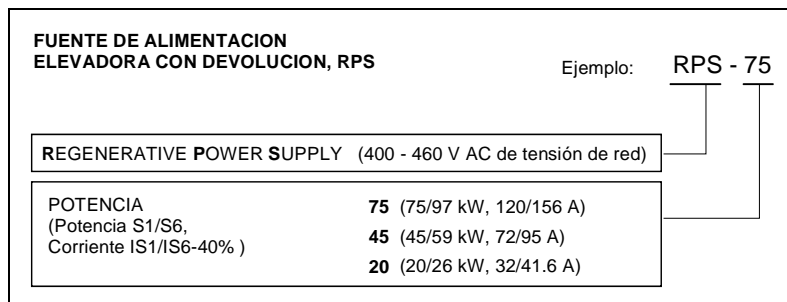 FUENTE DE ALIMENTACION
ELEVADORA CON DEVOLUCION, RPS
Ejemplo: RPS - 75
REGENERATIVE POWER SUPPLY (400 - 460 V AC de tensión de red)
POTENCIA
(Potencia S1/S6,
Corriente IS1/IS6-40% )
75 (75/97 kW, 120/156 A)
45 (45/59 kW, 72/95 A)
20 (20/26 kW, 32/41.6 A)